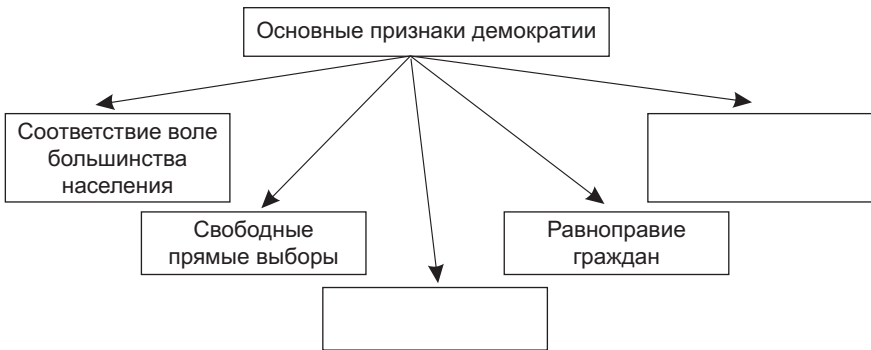 Основные признаки демократии
Соответствие воле
большинства
населения
Свободные
прямые выборы
Равноправие
граждан